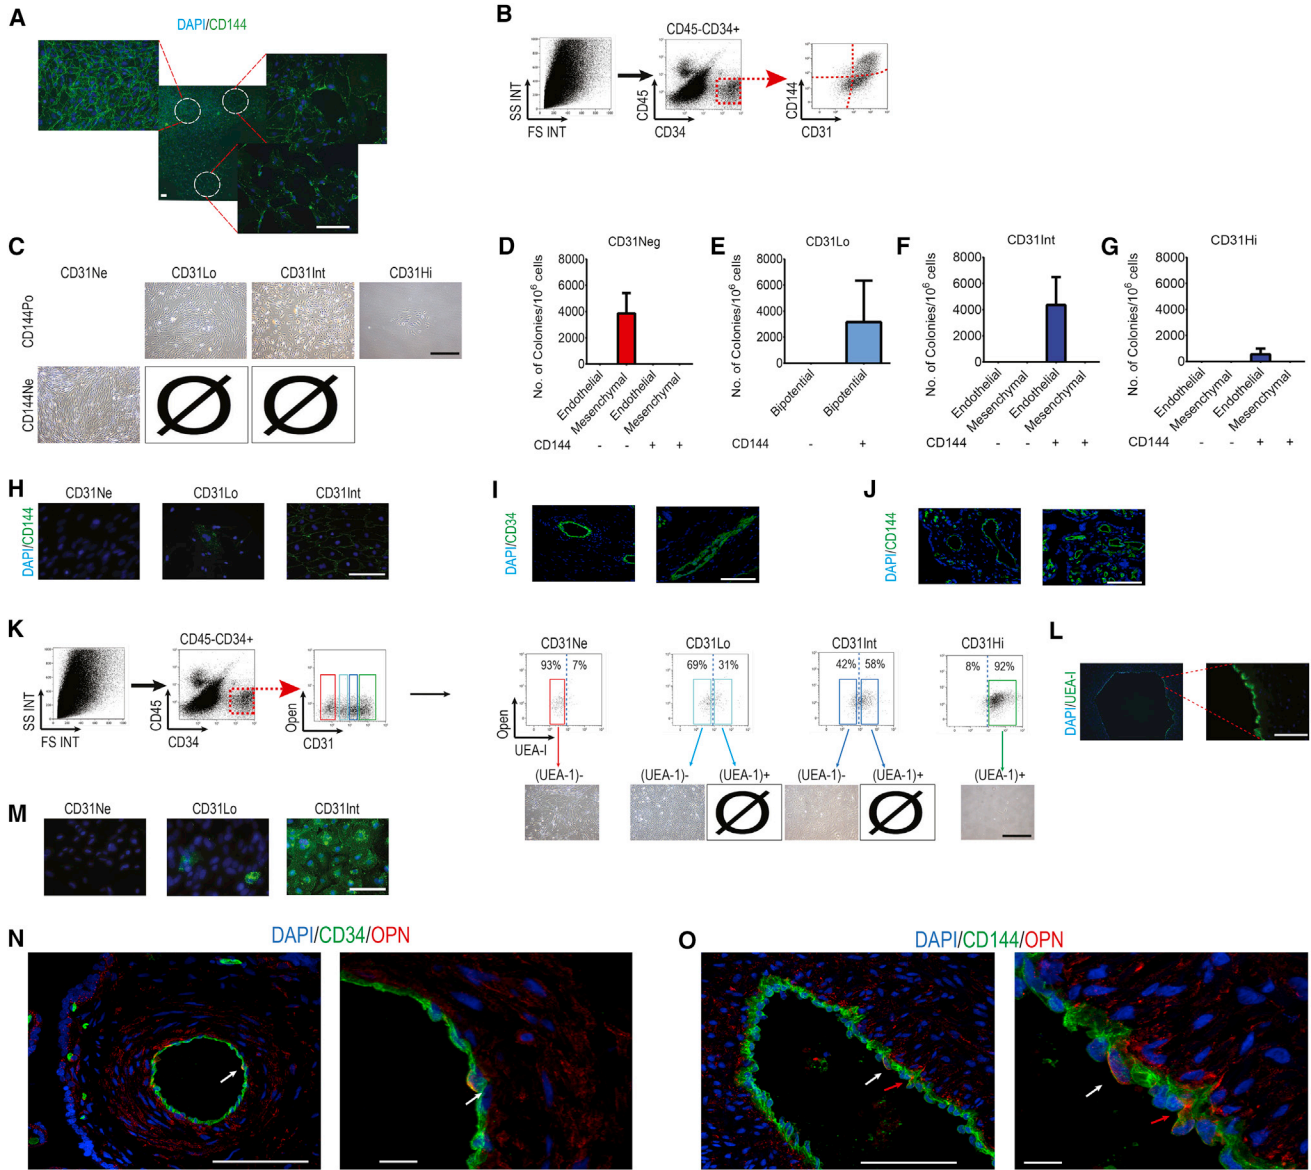 A
DAPI/CD144
B
CD45-CD34+
SS INT
FS INT
CD45
CD34
CD144
CD31
C
CD31Ne
CD31Lo
CD31Int
CD31Hi
CD144Po
CD144Ne
D
CD31Neg
No. of Colonies/10⁶ cells
8000
6000
4000
2000
Endothelial
Mesenchymal
Endothelial
Mesenchymal
CD144
- - + +
E
CD31Lo
No. of Colonies/10⁶ cells
8000
6000
4000
2000
Bipotential
Bipotential
CD144
- +
F
CD31Int
No. of Colonies/10⁶ cells
8000
6000
4000
2000
0
Endothelial
Mesenchymal
Endothelial
Mesenchymal
CD144
- - + +
G
CD31Hi
No. of Colonies/10⁶ cells
8000
6000
4000
2000
0
Endothelial
Mesenchymal
Endothelial
Mesenchymal
CD144
- - + +
H
CD31Ne
CD31Lo
CD31Int
DAPI/CD144
I
DAPI/CD34
J
DAPI/CD144
K
CD45-CD34+
SS INT
FS INT
CD45
CD34
Open
CD31
CD31Ne
CD31Lo
CD31Int
CD31Hi
93% 7%
69% 31%
42% 58%
8% 92%
Open
UEA-I
(UEA-1)-
(UEA-1)-
(UEA-1)+
(UEA-1)-
(UEA-1)+
(UEA-1)+
L
DAPI/UEA-I
M
CD31Ne
CD31Lo
CD31Int
N
DAPI/CD34/OPN
O
DAPI/CD144/OPN